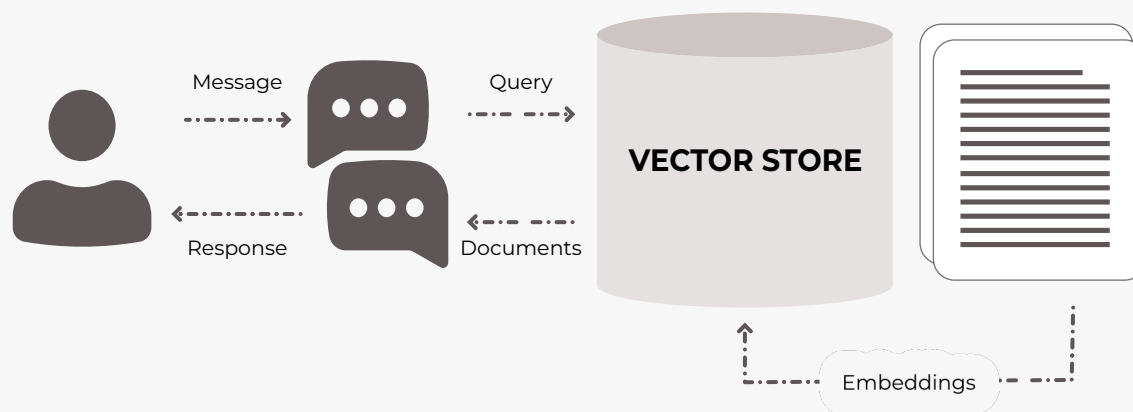 Message
Query
VECTOR STORE
Response
Documents
Embeddings